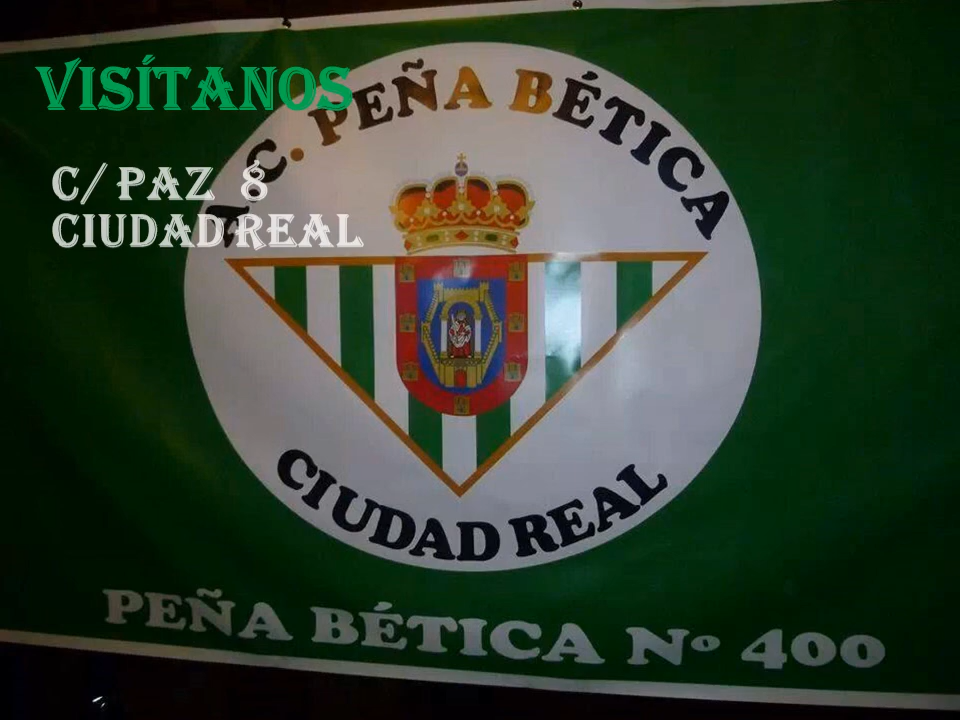 VISÍTANOS
C/ PAZ 8
CIUDAD REAL
A.C. PEÑA BÉTICA
CIUDAD REAL
PEÑA BÉTICA Nº 400